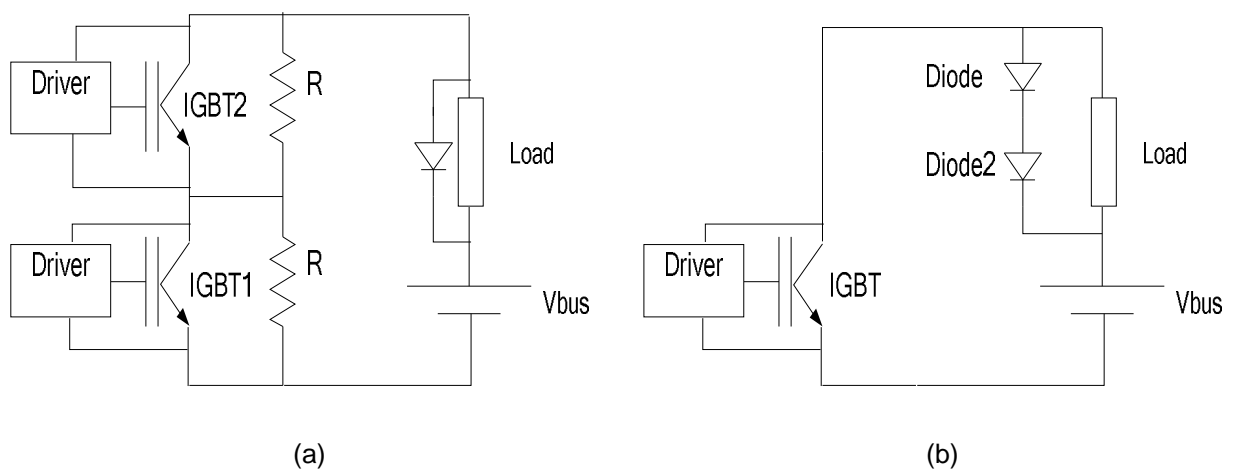 Driver
IGBT2
R
Load
Driver
IGBT1
R
Vbus
(a)
Diode
Diode2
Load
Driver
IGBT
Vbus
(b)